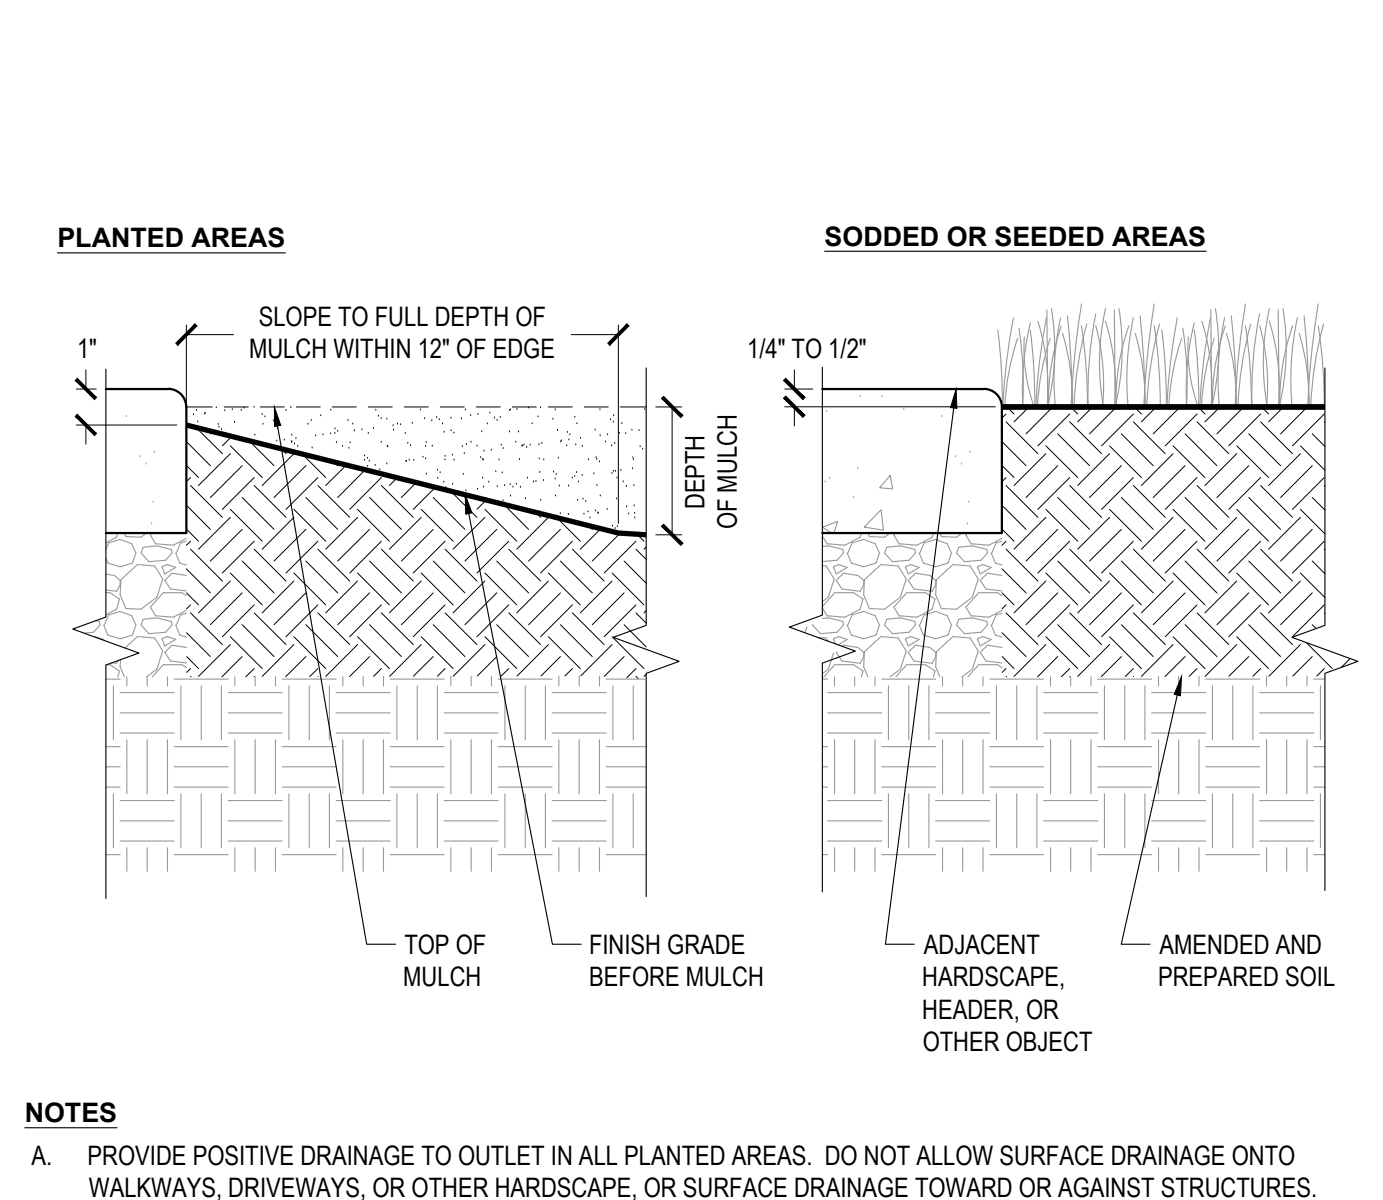 PLANTED AREAS
SLOPE TO FULL DEPTH OF
MULCH WITHIN 12" OF EDGE
1"
DEPTH
OF MULCH
TOP OF
MULCH
FINISH GRADE
BEFORE MULCH
SODDED OR SEEDED AREAS
1/4" TO 1/2"
ADJACENT
HARDSCAPE,
HEADER, OR
OTHER OBJECT
AMENDED AND
PREPARED SOIL
NOTES
A. PROVIDE POSITIVE DRAINAGE TO OUTLET IN ALL PLANTED AREAS. DO NOT ALLOW SURFACE DRAINAGE ONTO
WALKWAYS, DRIVEWAYS, OR OTHER HARDSCAPE, OR SURFACE DRAINAGE TOWARD OR AGAINST STRUCTURES.